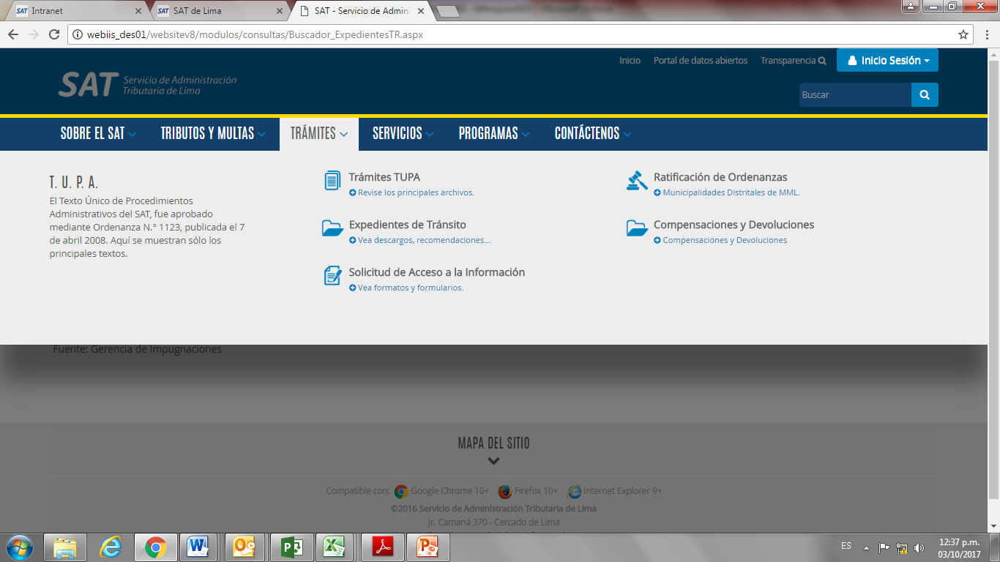 Intranet
SAT de Lima
SAT - Servicio de Admini
webiis_des01/websitev8/modulos/consultas/Buscador_ExpedientesTR.aspx
Inicio
Portal de datos abiertos
Transparencia
Inicio Sesión
SAT
Servicio de Administración
Tributaria de Lima
Buscar
SOBRE EL SAT
TRIBUTOS Y MULTAS
TRÁMITES
SERVICIOS
PROGRAMAS
CONTÁCTENOS
T. U. P. A.
El Texto Único de Procedimientos
Administrativos del SAT, fue aprobado
mediante Ordenanza N.° 1123, publicada el 7
de abril 2008. Aquí se muestran sólo los
principales textos.
Trámites TUPA
Revise los principales archivos.
Expedientes de Tránsito
Vea descargos, recomendaciones...
Solicitud de Acceso a la Información
Vea formatos y formularios.
Ratificación de Ordenanzas
Municipalidades Distritales de MML.
Compensaciones y Devoluciones
Compensaciones y Devoluciones
Fuente: Gerencia de Impugnaciones
MAPA DEL SITIO
Compatible con: Google Chrome 10+ Firefox 10+ Internet Explorer 9+
©2016 Servicio de Administración Tributaria de Lima
Jr. Camaná 370 - Cercado de Lima
ES
12:37 p.m.
03/10/2017